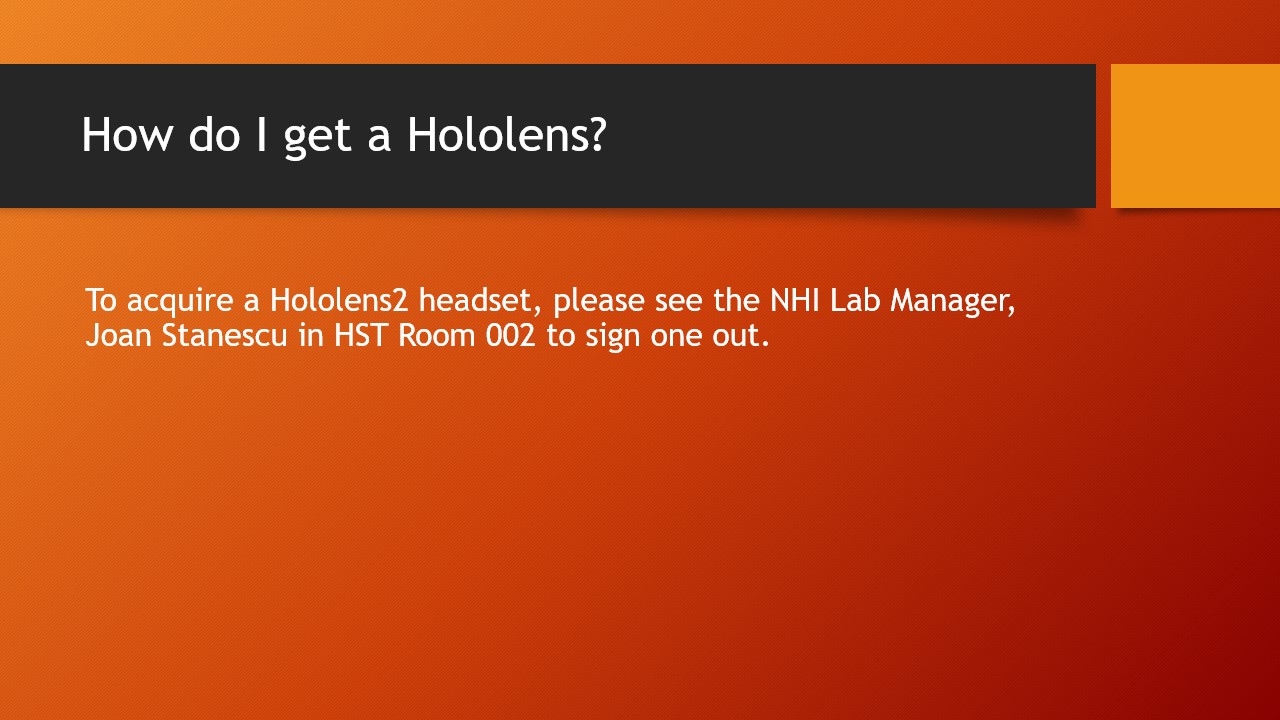 How do I get a Hololens?
To acquire a Hololens2 headset, please see the NHI Lab Manager,
Joan Stanescu in HST Room 002 to sign one out.